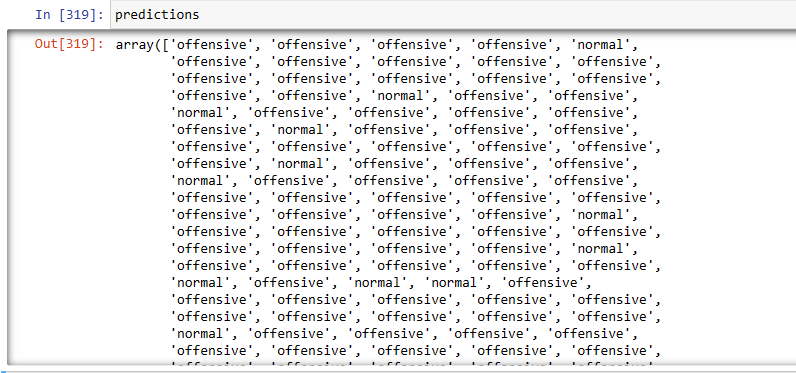 In [319]: predictions
Out[319]: array(['offensive', 'offensive', 'offensive', 'offensive', 'normal',
'offensive', 'offensive', 'offensive', 'offensive', 'offensive',
'offensive', 'offensive', 'offensive', 'offensive', 'offensive',
'offensive', 'offensive', 'normal', 'offensive', 'offensive',
'normal', 'offensive', 'offensive', 'offensive', 'offensive',
'offensive', 'normal', 'offensive', 'offensive', 'offensive',
'offensive', 'offensive', 'offensive', 'offensive', 'offensive',
'offensive', 'normal', 'offensive', 'offensive', 'offensive',
'normal', 'offensive', 'offensive', 'offensive', 'offensive',
'offensive', 'offensive', 'offensive', 'offensive', 'offensive',
'offensive', 'offensive', 'offensive', 'offensive', 'normal',
'offensive', 'offensive', 'offensive', 'offensive', 'offensive',
'offensive', 'offensive', 'offensive', 'offensive', 'normal',
'offensive', 'offensive', 'offensive', 'offensive', 'offensive',
'normal', 'offensive', 'normal', 'normal', 'offensive',
'offensive', 'offensive', 'offensive', 'offensive', 'offensive',
'offensive', 'offensive', 'offensive', 'offensive', 'offensive',
'normal', 'offensive', 'offensive', 'offensive', 'offensive',
'offensive', 'offensive', 'offensive', 'offensive', 'offensive',